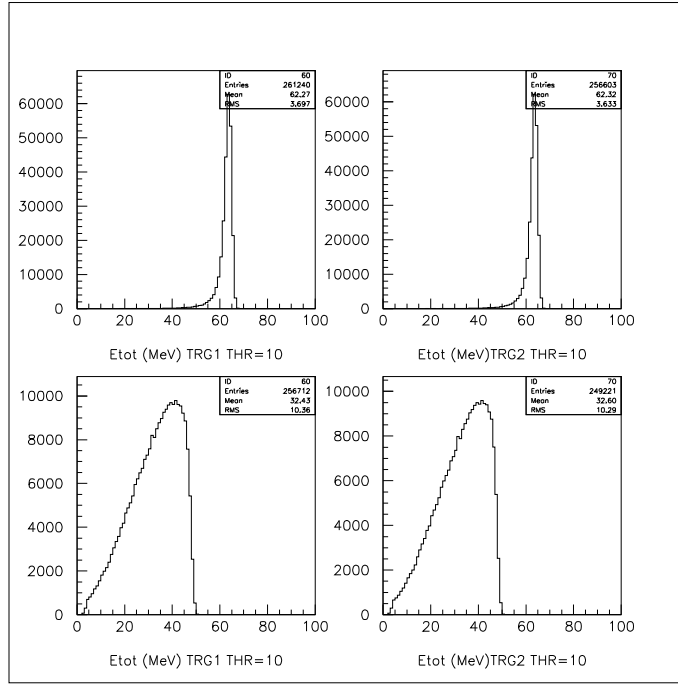 ID 60
Entries 261240
Mean 62.27
RMS 3.697
60000
50000
40000
30000
20000
10000
0
0 20 40 60 80 100
Etot (MeV) TRG1 THR=10
ID 70
Entries 256603
Mean 62.32
RMS 3.633
60000
50000
40000
30000
20000
10000
0
0 20 40 60 80 100
Etot (MeV)TRG2 THR=10
ID 60
Entries 256712
Mean 32.43
RMS 10.36
10000
8000
6000
4000
2000
0
0 20 40 60 80 100
Etot (MeV) TRG1 THR=10
ID 70
Entries 249221
Mean 32.60
RMS 10.29
10000
8000
6000
4000
2000
0
0 20 40 60 80 100
Etot (MeV)TRG2 THR=10